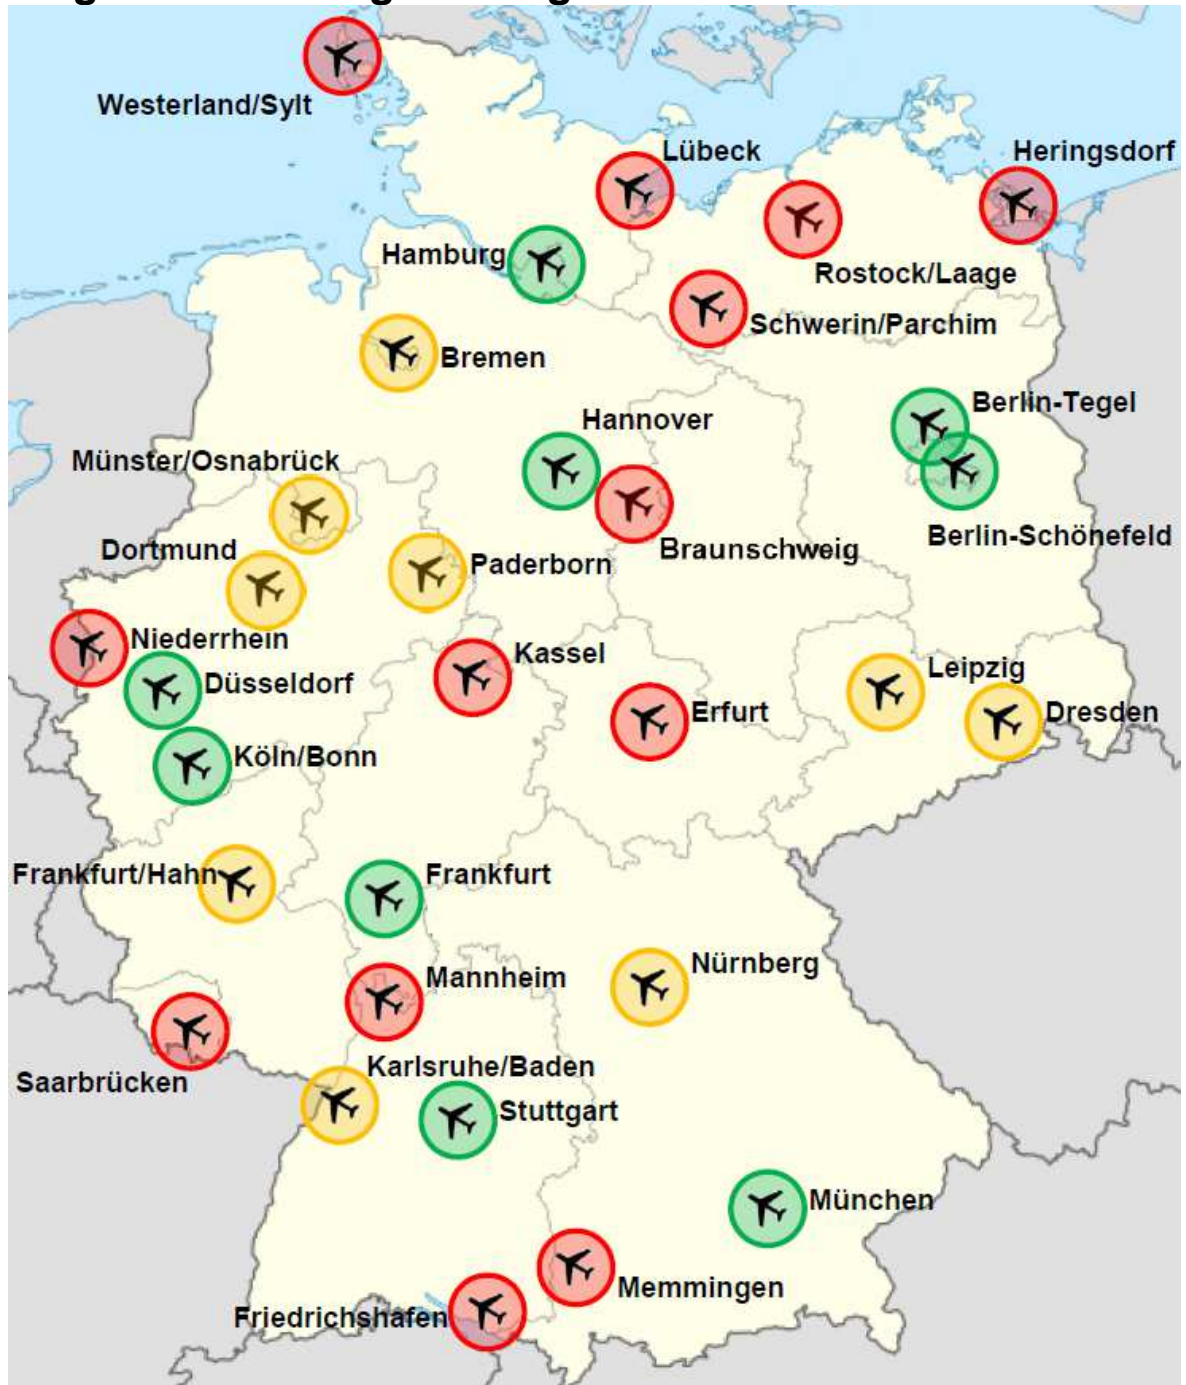 Westerland/Sylt
Lübeck
Heringsdorf
Hamburg
Rostock/Laage
Schwerin/Parchim
Bremen
Berlin-Tegel
Hannover
Münster/Osnabrück
Berlin-Schönefeld
Dortmund
Braunschweig
Paderborn
Niederrhein
Kassel
Leipzig
Düsseldorf
Erfurt
Dresden
Köln/Bonn
Frankfurt/Hahn
Frankfurt
Nürnberg
Mannheim
Karlsruhe/Baden
Saarbrücken
Stuttgart
München
Memmingen
Friedrichshafen